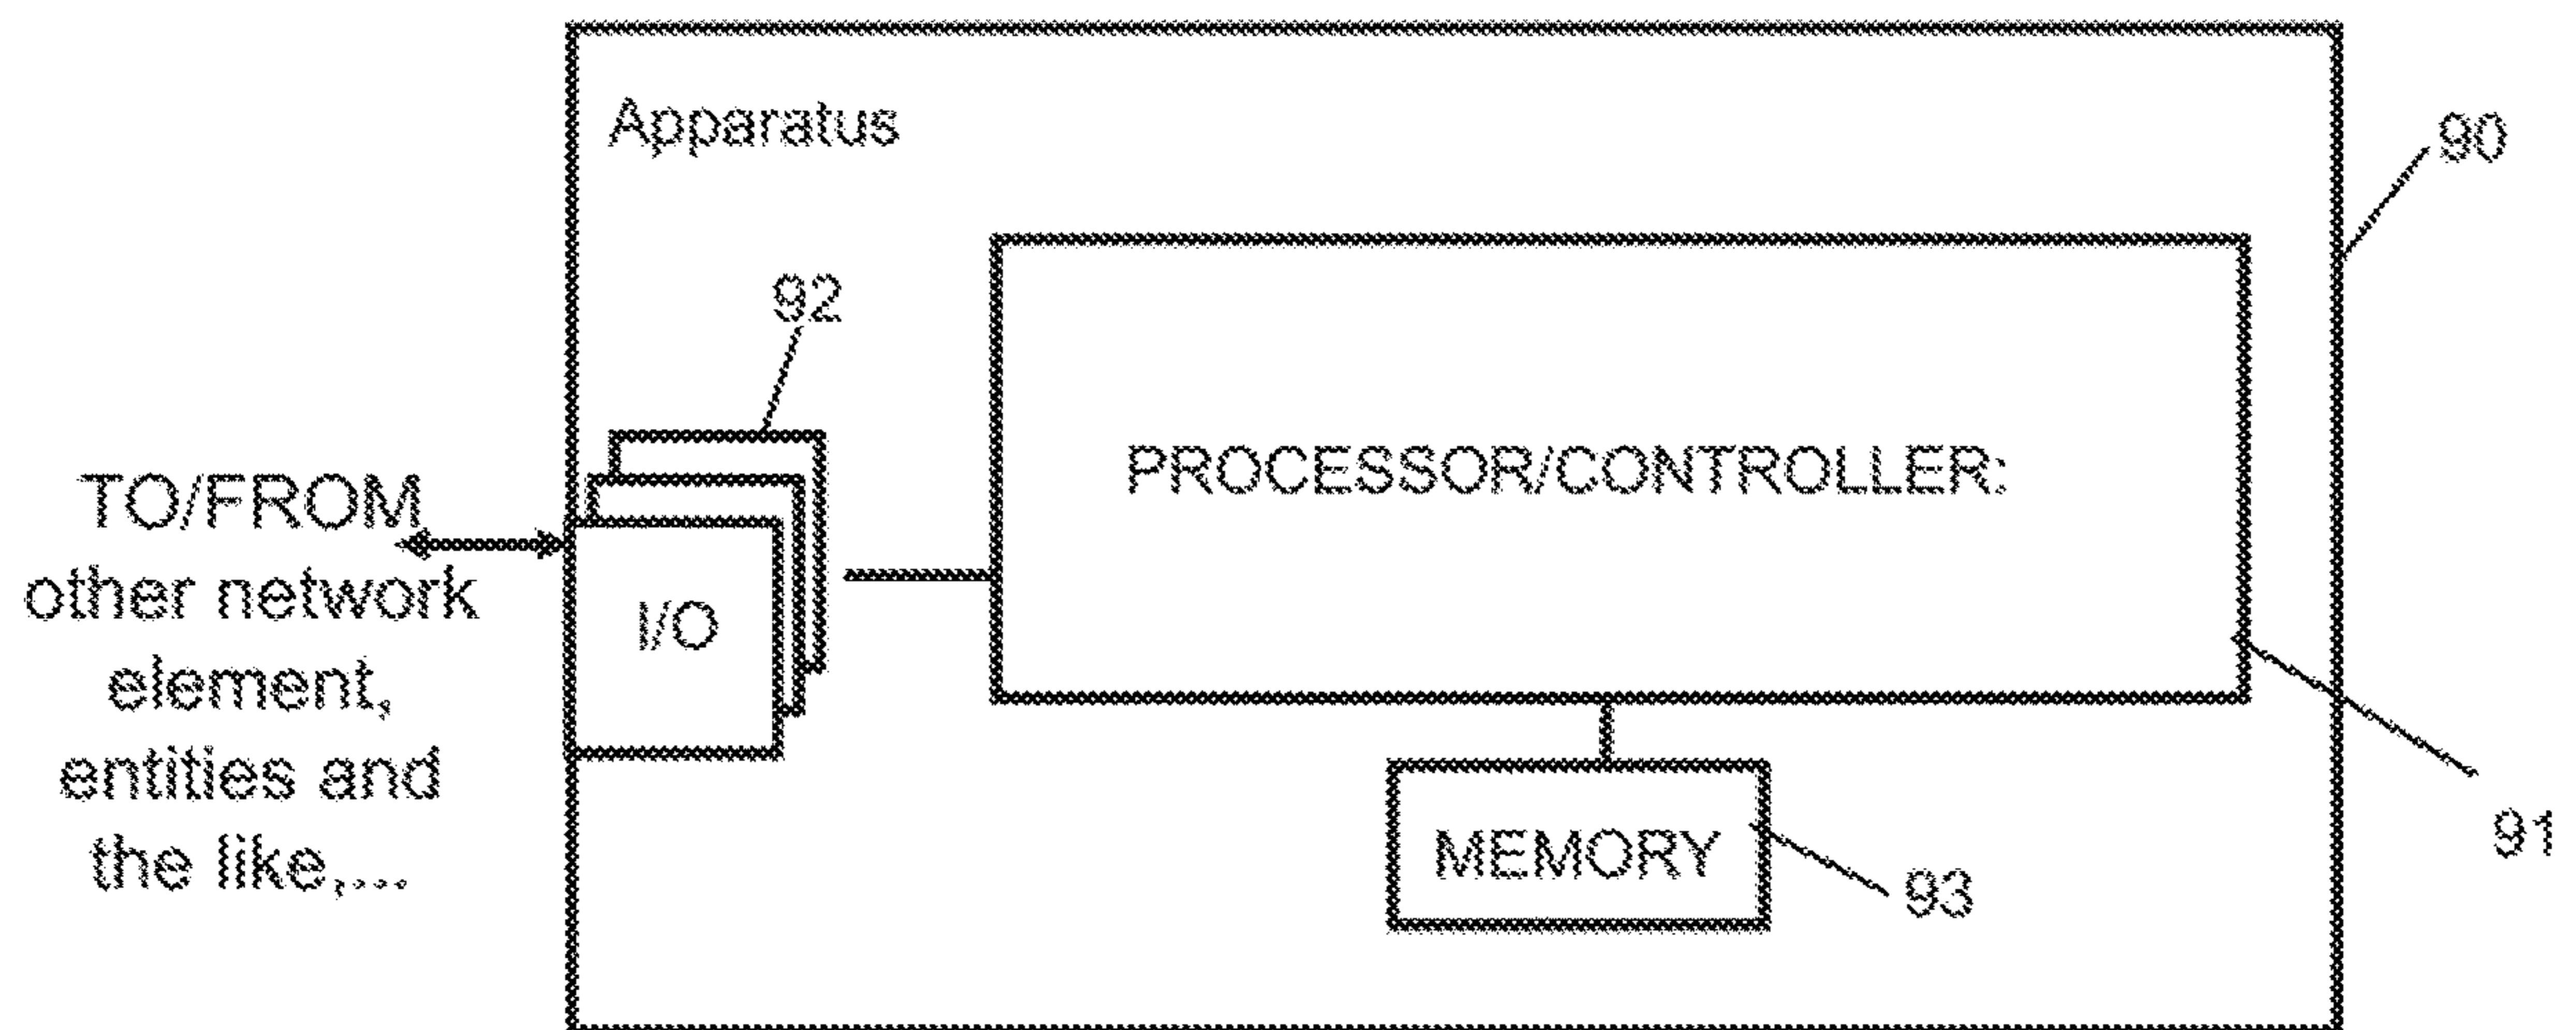 Apparatus
90
92
PROCESSOR/CONTROLLER:
TO/FROM
other network
element,
entities and
the like,...
I/O
MEMORY
93
91